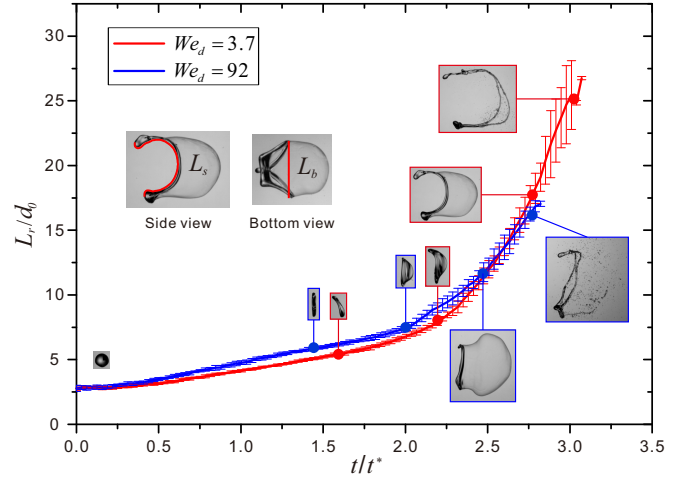 We_d = 3.7
We_d = 92
L_s
L_b
Side view
Bottom view
L_r/d_0
30
25
20
15
10
5
0
0.0
0.5
1.0
1.5
2.0
2.5
3.0
3.5
t/t*